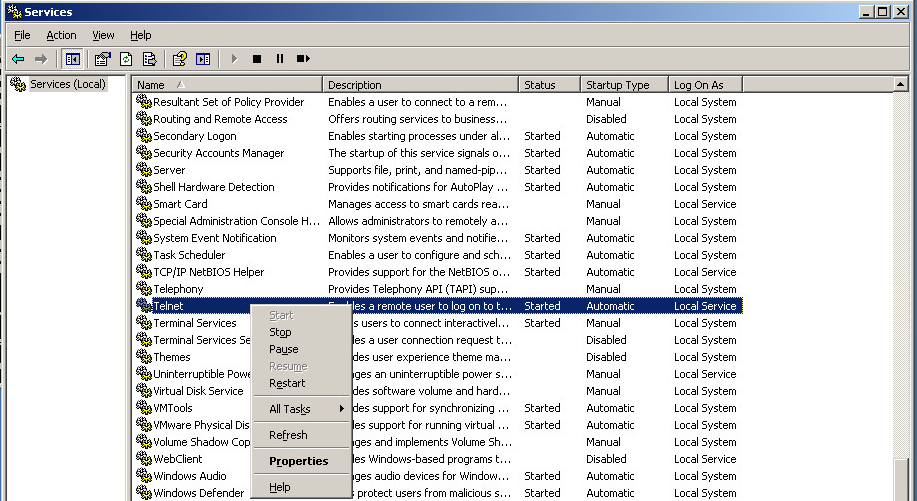 Services
File Action View Help
Services (Local)
Name Description Status Startup Type Log On As
Resultant Set of Policy Provider Enables a user to connect to a rem... Manual Local System
Routing and Remote Access Offers routing services to business... Disabled Local System
Secondary Logon Enables starting processes under al... Started Automatic Local System
Security Accounts Manager The startup of this service signals o... Started Automatic Local System
Server Supports file, print, and named-pip... Started Automatic Local System
Shell Hardware Detection Provides notifications for AutoPlay ... Started Automatic Local System
Smart Card Manages access to smart cards rea... Manual Local Service
Special Administration Console H... Allows administrators to remotely a... Manual Local System
System Event Notification Monitors system events and notifie... Started Automatic Local System
Task Scheduler Enables a user to configure and sch... Started Automatic Local System
TCP/IP NetBIOS Helper Provides support for the NetBIOS o... Started Automatic Local Service
Telephony Provides Telephony API (TAPI) sup... Manual Local System
Telnet les a remote user to log on to t... Started Automatic Local Service
Terminal Services s users to connect interactivel... Started Manual Local System
Terminal Services Se les a user connection request t... Disabled Local System
Themes ides user experience theme ma... Disabled Local System
Uninterruptible Power ages an uninterruptible power s... Manual Local Service
Virtual Disk Service ides software volume and hard... Manual Local System
VMTools ides support for synchronizing ... Started Automatic Local System
VMware Physical Dis ides support for running virtual ... Started Automatic Local System
Volume Shadow Cop ages and implements Volume Sh... Manual Local System
WebClient les Windows-based programs t... Disabled Local Service
Windows Audio ages audio devices for Window... Started Automatic Local System
Windows Defender s protect users from malicious s... Started Automatic Local System
Start
Stop
Pause
Resume
Restart
All Tasks
Refresh
Properties
Help